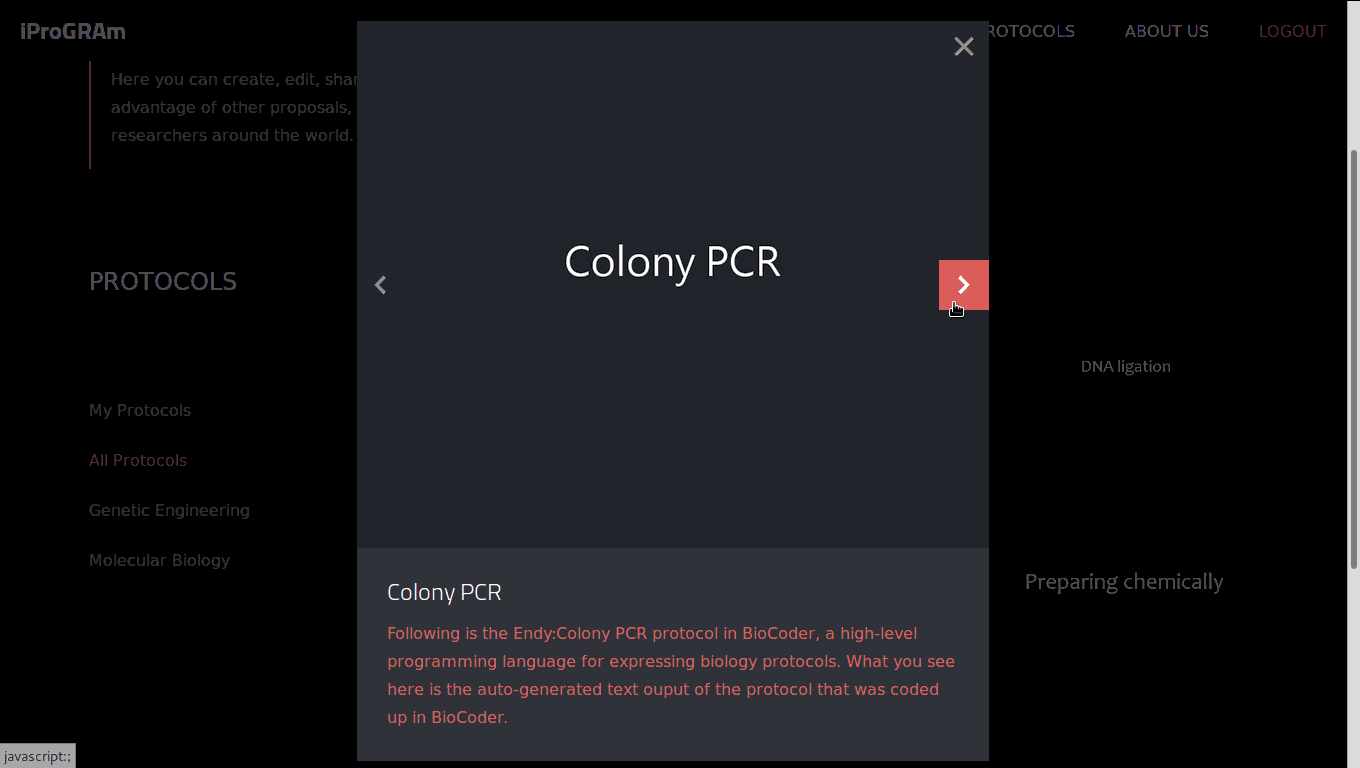 iProGRAm
ROTOCOLS
ABOUT US
LOGOUT
Here you can create, edit, shar
advantage of other proposals,
researchers around the world.
PROTOCOLS
My Protocols
All Protocols
Genetic Engineering
Molecular Biology
Colony PCR
DNA ligation
Preparing chemically
Colony PCR
Following is the Endy:Colony PCR protocol in BioCoder, a high-level
programming language for expressing biology protocols. What you see
here is the auto-generated text ouput of the protocol that was coded
up in BioCoder.
javascript:;